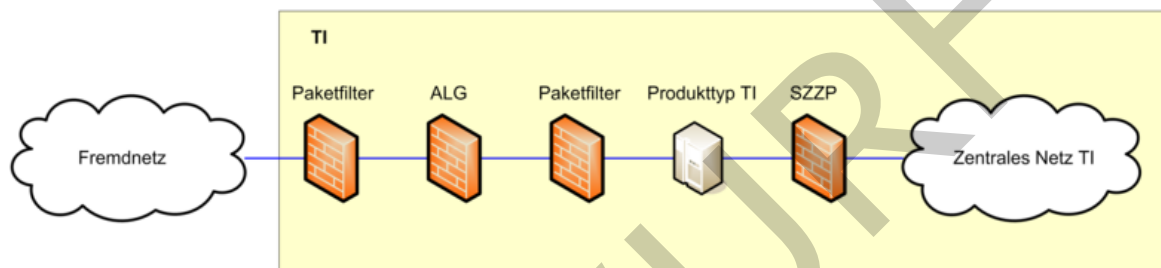 TI
Paketfilter
ALG
Paketfilter
Produkttyp TI
SZZP
Fremdnetz
Zentrales Netz TI